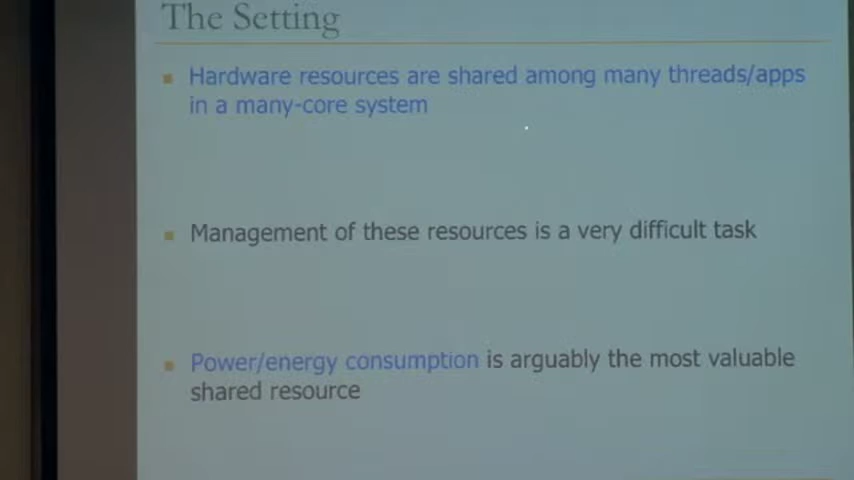 The Setting
Hardware resources are shared among many threads/apps
in a many-core system
Management of these resources is a very difficult task
Power/energy consumption is arguably the most valuable
shared resource